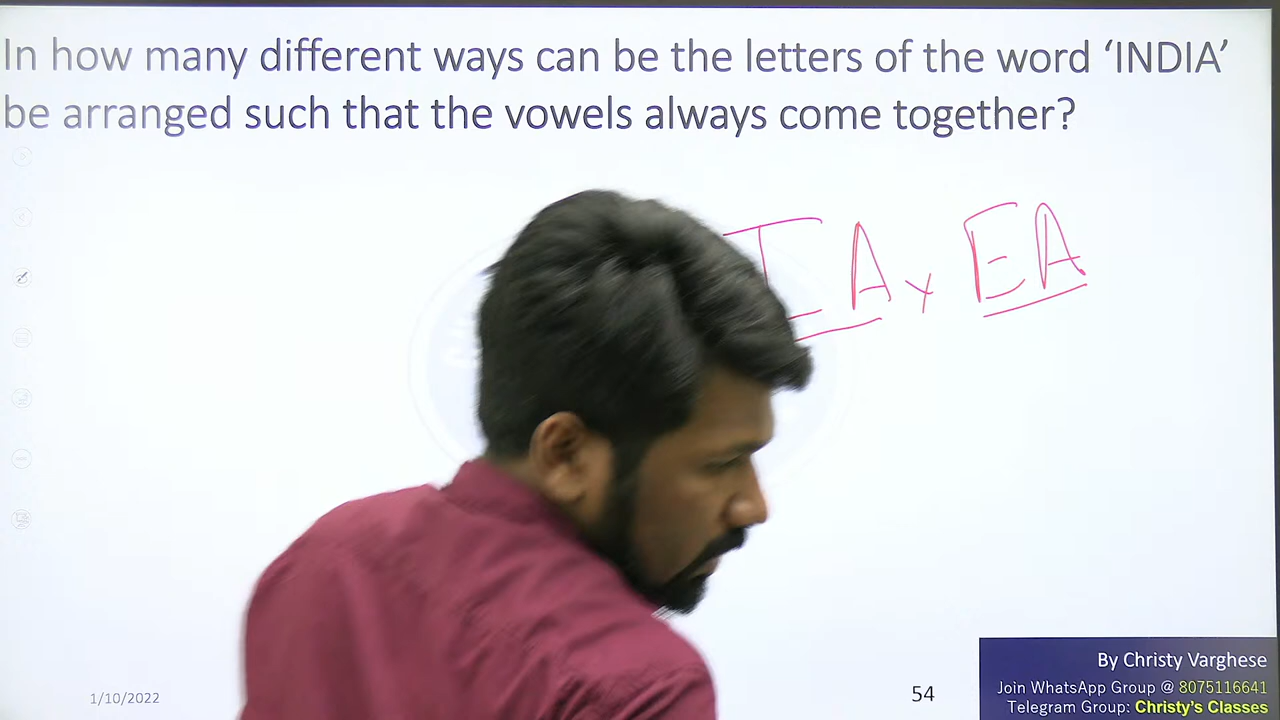 In how many different ways can be the letters of the word ‘INDIA’
be arranged such that the vowels always come together?
I A x EA
1/10/2022
54
By Christy Varghese
Join WhatsApp Group @ 8075116641
Telegram Group: Christy's Classes